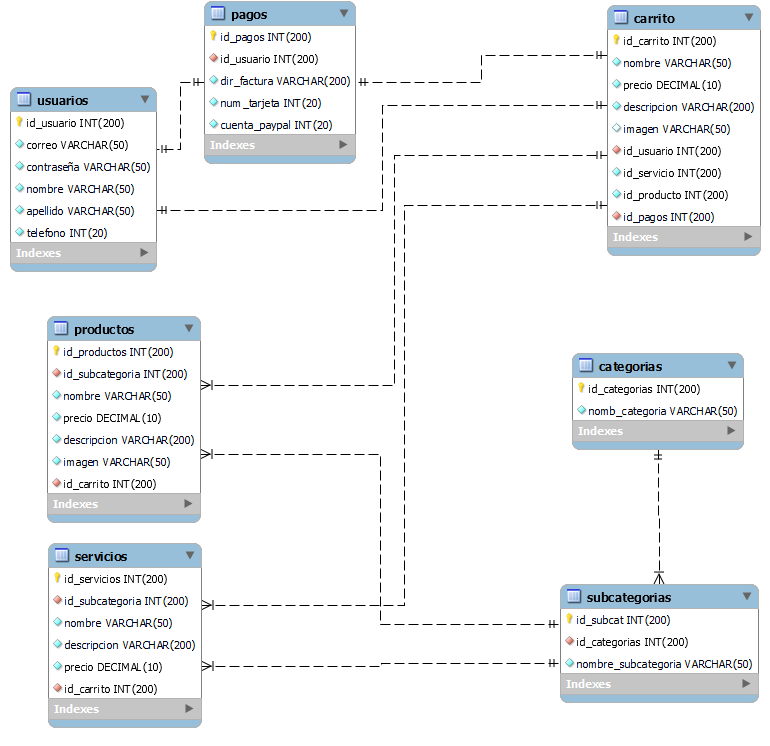 pagos
id_pagos INT(200)
id_usuario INT(200)
dir_factura VARCHAR(200)
num_tarjeta INT(20)
cuenta_paypal INT(20)
Indexes
carrito
id_carrito INT(200)
nombre VARCHAR(50)
precio DECIMAL(10)
descripcion VARCHAR(200)
imagen VARCHAR(50)
id_usuario INT(200)
id_servicio INT(200)
id_producto INT(200)
id_pagos INT(200)
Indexes
usuarios
id_usuario INT(200)
correo VARCHAR(50)
contraseña VARCHAR(50)
nombre VARCHAR(50)
apellido VARCHAR(50)
telefono INT(20)
Indexes
productos
id_productos INT(200)
id_subcategoria INT(200)
nombre VARCHAR(50)
precio DECIMAL(10)
descripcion VARCHAR(200)
imagen VARCHAR(50)
id_carrito INT(200)
Indexes
categorias
id_categorias INT(200)
nomb_categoria VARCHAR(50)
Indexes
servicios
id_servicios INT(200)
id_subcategoria INT(200)
nombre VARCHAR(50)
descripcion VARCHAR(200)
precio DECIMAL(10)
id_carrito INT(200)
Indexes
subcategorias
id_subcat INT(200)
id_categorias INT(200)
nombre_subcategoria VARCHAR(50)
Indexes